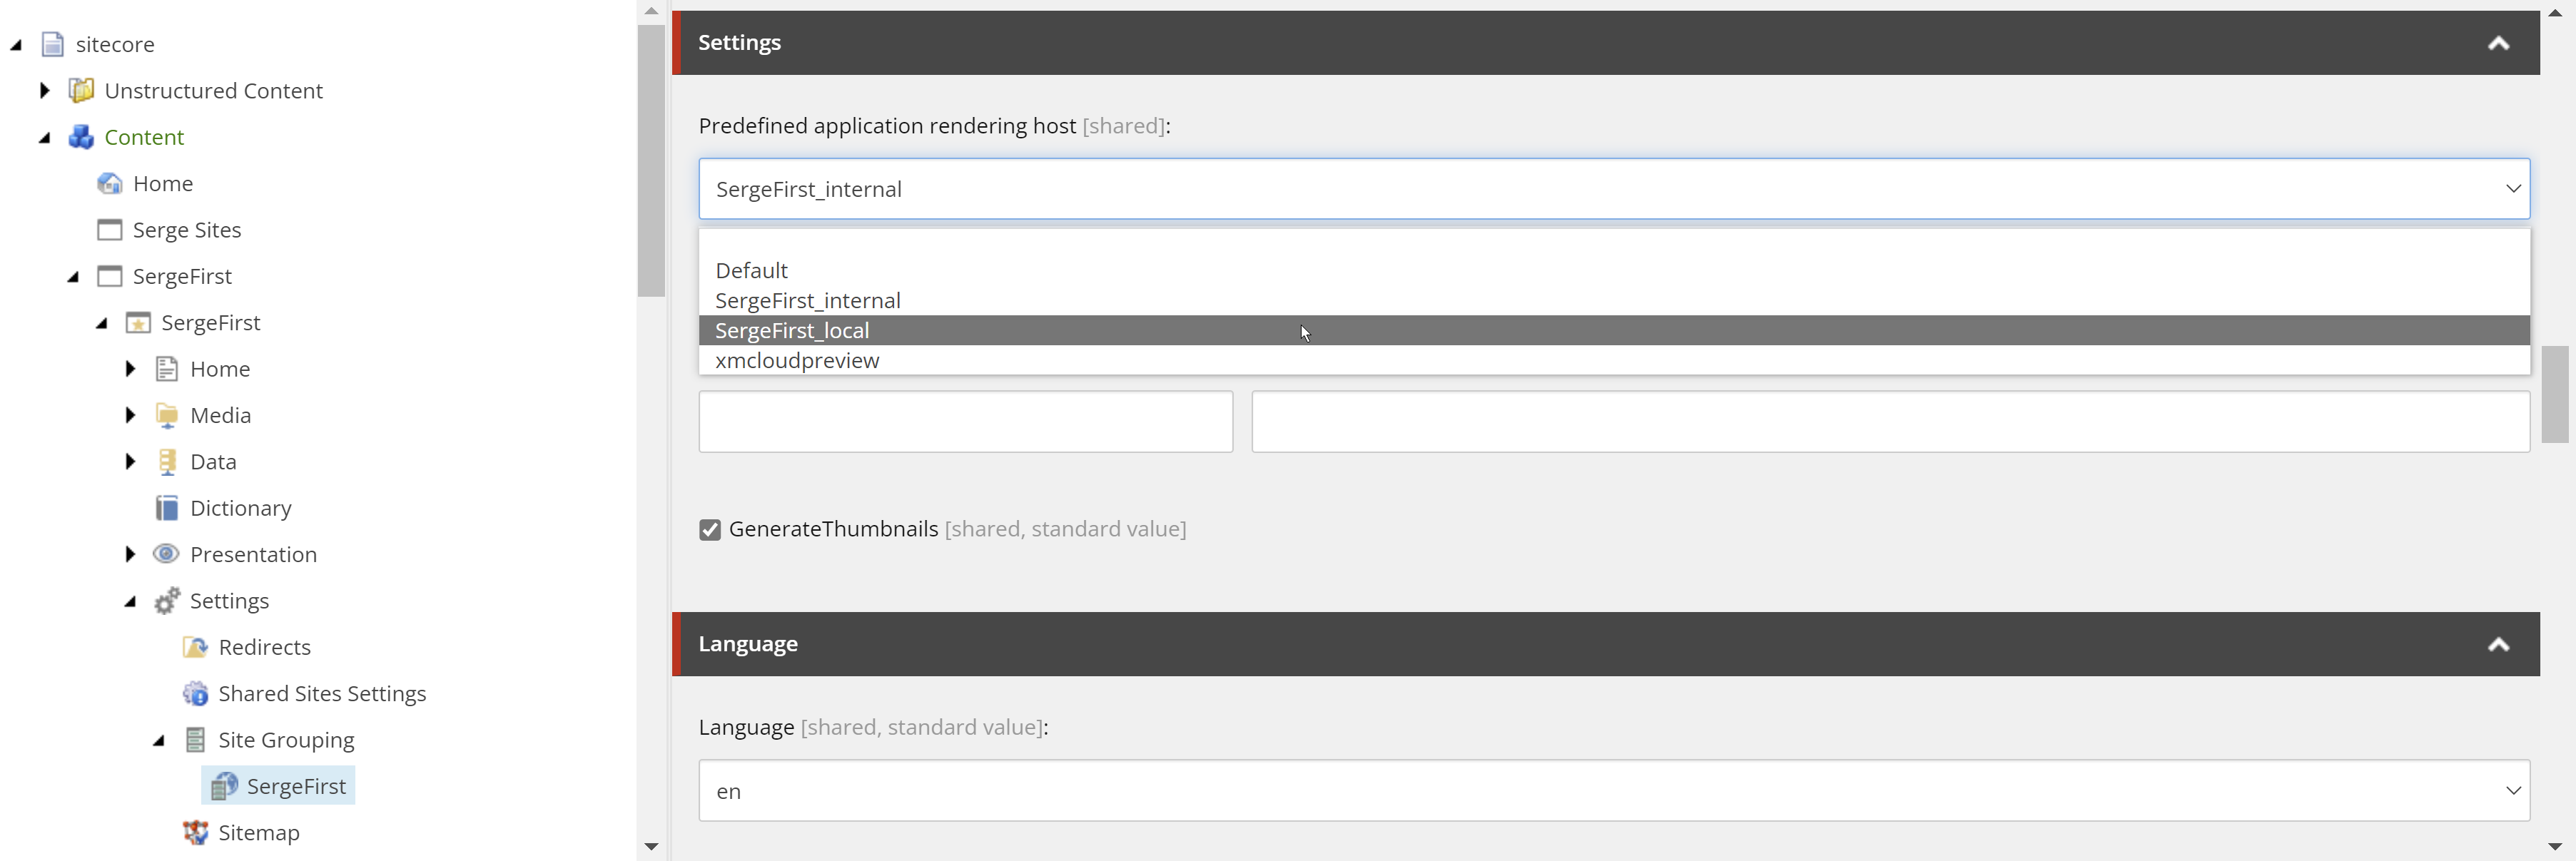 sitecore
Unstructured Content
Content
Home
Serge Sites
SergeFirst
SergeFirst
Home
Media
Data
Dictionary
Presentation
Settings
Redirects
Shared Sites Settings
Site Grouping
SergeFirst
Sitemap
Settings
Predefined application rendering host [shared]:
SergeFirst_internal
Default
SergeFirst_internal
SergeFirst_local
xmcloudpreview
GenerateThumbnails [shared, standard value]
Language
Language [shared, standard value]:
en